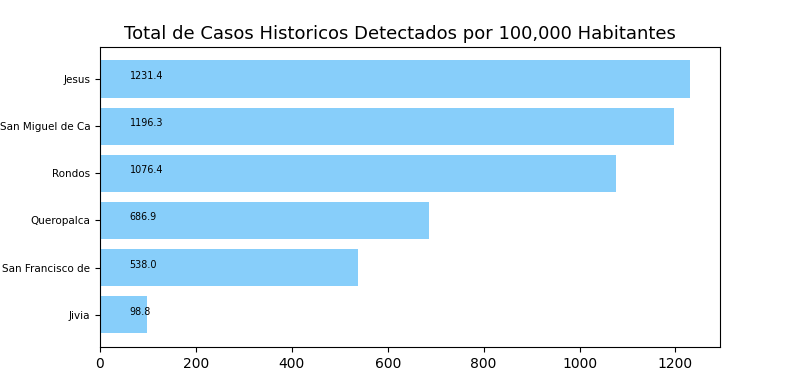 Total de Casos Historicos Detectados por 100,000 Habitantes
Jesus 1231.4
San Miguel de Ca 1196.3
Rondos 1076.4
Queropalca 686.9
San Francisco de 538.0
Jivia 98.8
0 200 400 600 800 1000 1200